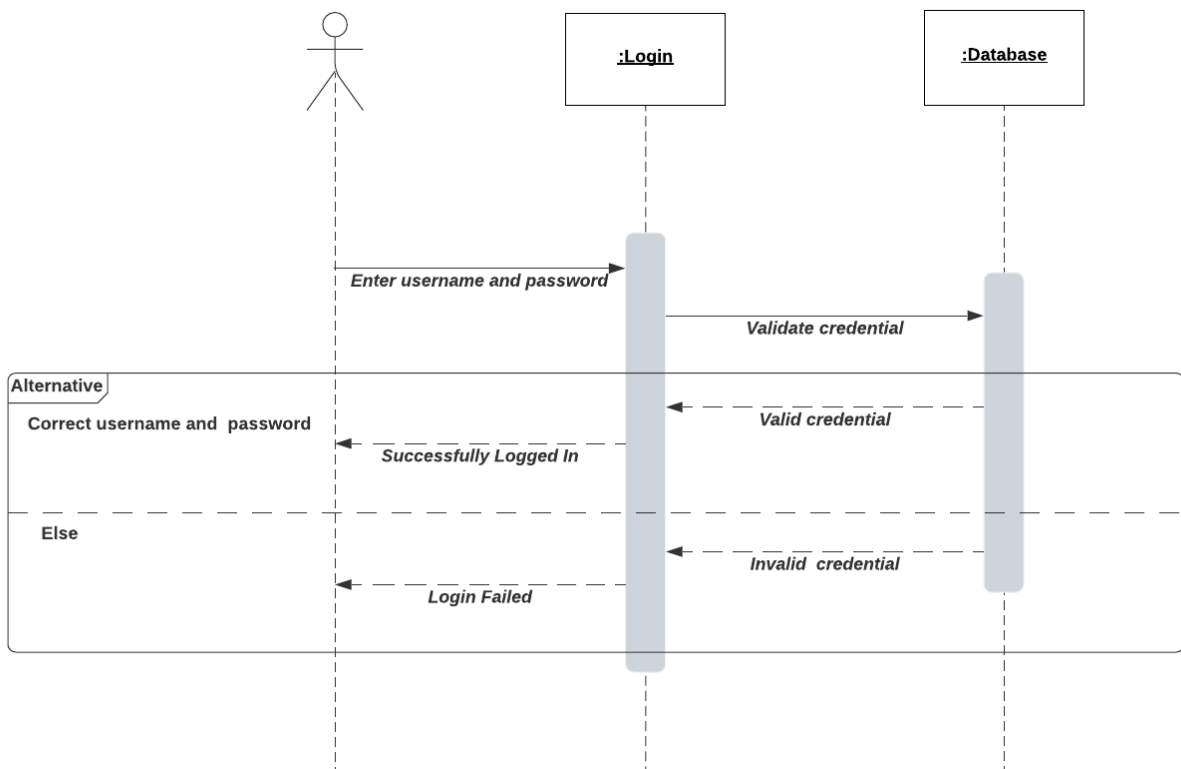 :Login
:Database
Enter username and password
Validate credential
Alternative
Valid credential
Correct username and  password
Successfully Logged In
Else
Invalid  credential
Login Failed